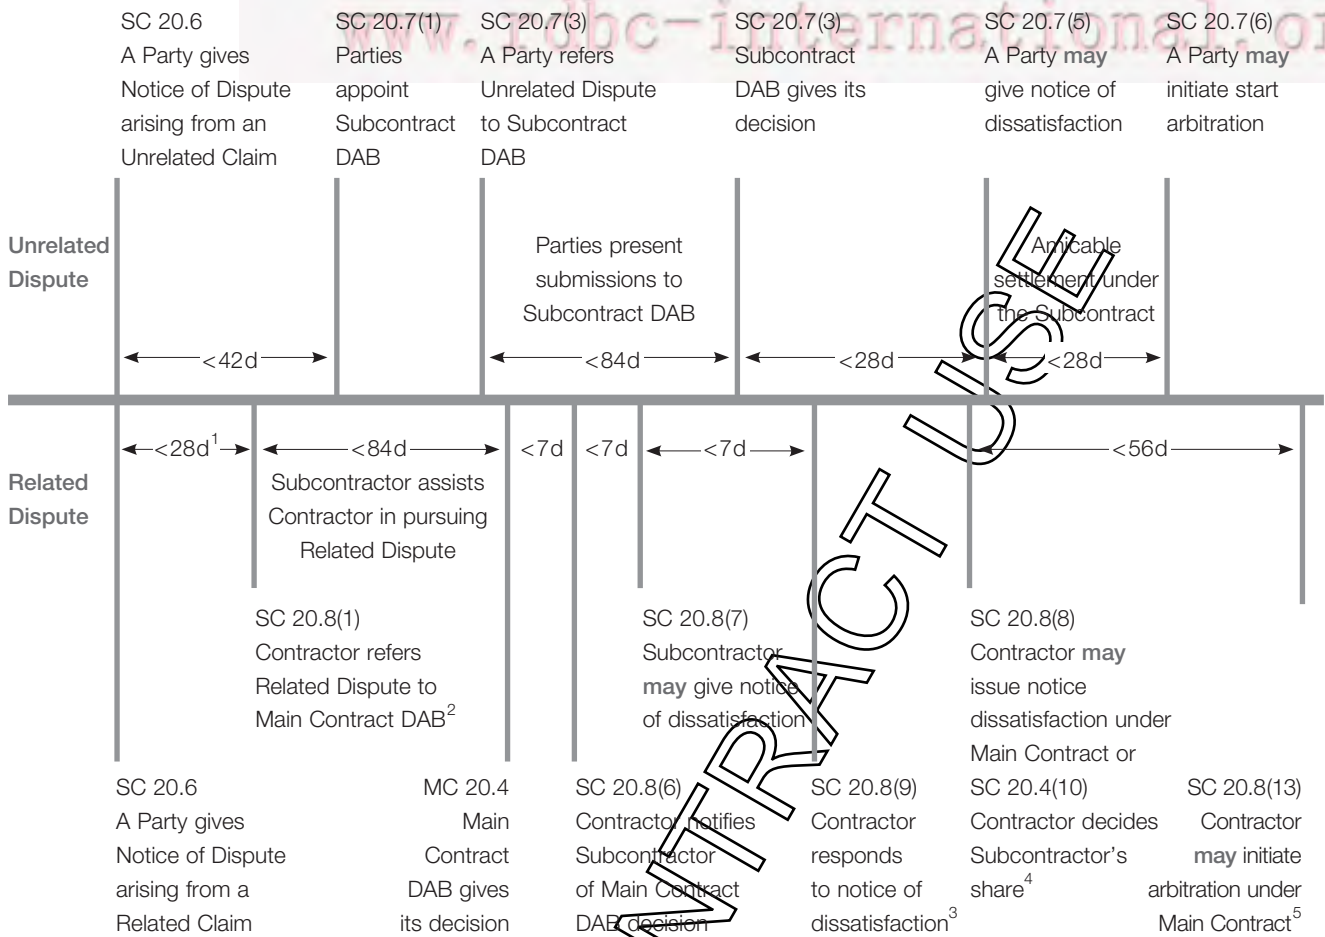 www.rdbc-international.or
SC 20.6
A Party gives
Notice of Dispute
arising from an
Unrelated Claim
SC 20.7(1)
Parties
appoint
Subcontract
DAB
SC 20.7(3)
A Party refers
Unrelated Dispute
to Subcontract
DAB
SC 20.7(3)
Subcontract
DAB gives its
decision
SC 20.7(5)
A Party may
give notice of
dissatisfaction
SC 20.7(6)
A Party may
initiate start
arbitration
Unrelated
Dispute
Parties present
submissions to
Subcontract DAB
Amicable
settlement under
the Subcontract
<42d
<84d
<28d
<28d
<28d1
<84d
<7d
<7d
<7d
<56d
Related
Dispute
Subcontractor assists
Contractor in pursuing
Related Dispute
SC 20.8(1)
Contractor refers
Related Dispute to
Main Contract DAB2
SC 20.8(7)
Subcontractor
may give notice
of dissatisfaction
SC 20.8(8)
Contractor may
issue notice
dissatisfaction under
Main Contract or
SC 20.6
A Party gives
Notice of Dispute
arising from a
Related Claim
MC 20.4
Main
Contract
DAB gives
its decision
SC 20.8(6)
Contractor notifies
Subcontractor
of Main Contract
DAB decision
SC 20.8(9)
Contractor
responds
to notice of
dissatisfaction3
SC 20.4(10)
Contractor decides
Subcontractor's
share4
SC 20.8(13)
Contractor
may initiate
arbitration under
Main Contract5
NTRACT USE